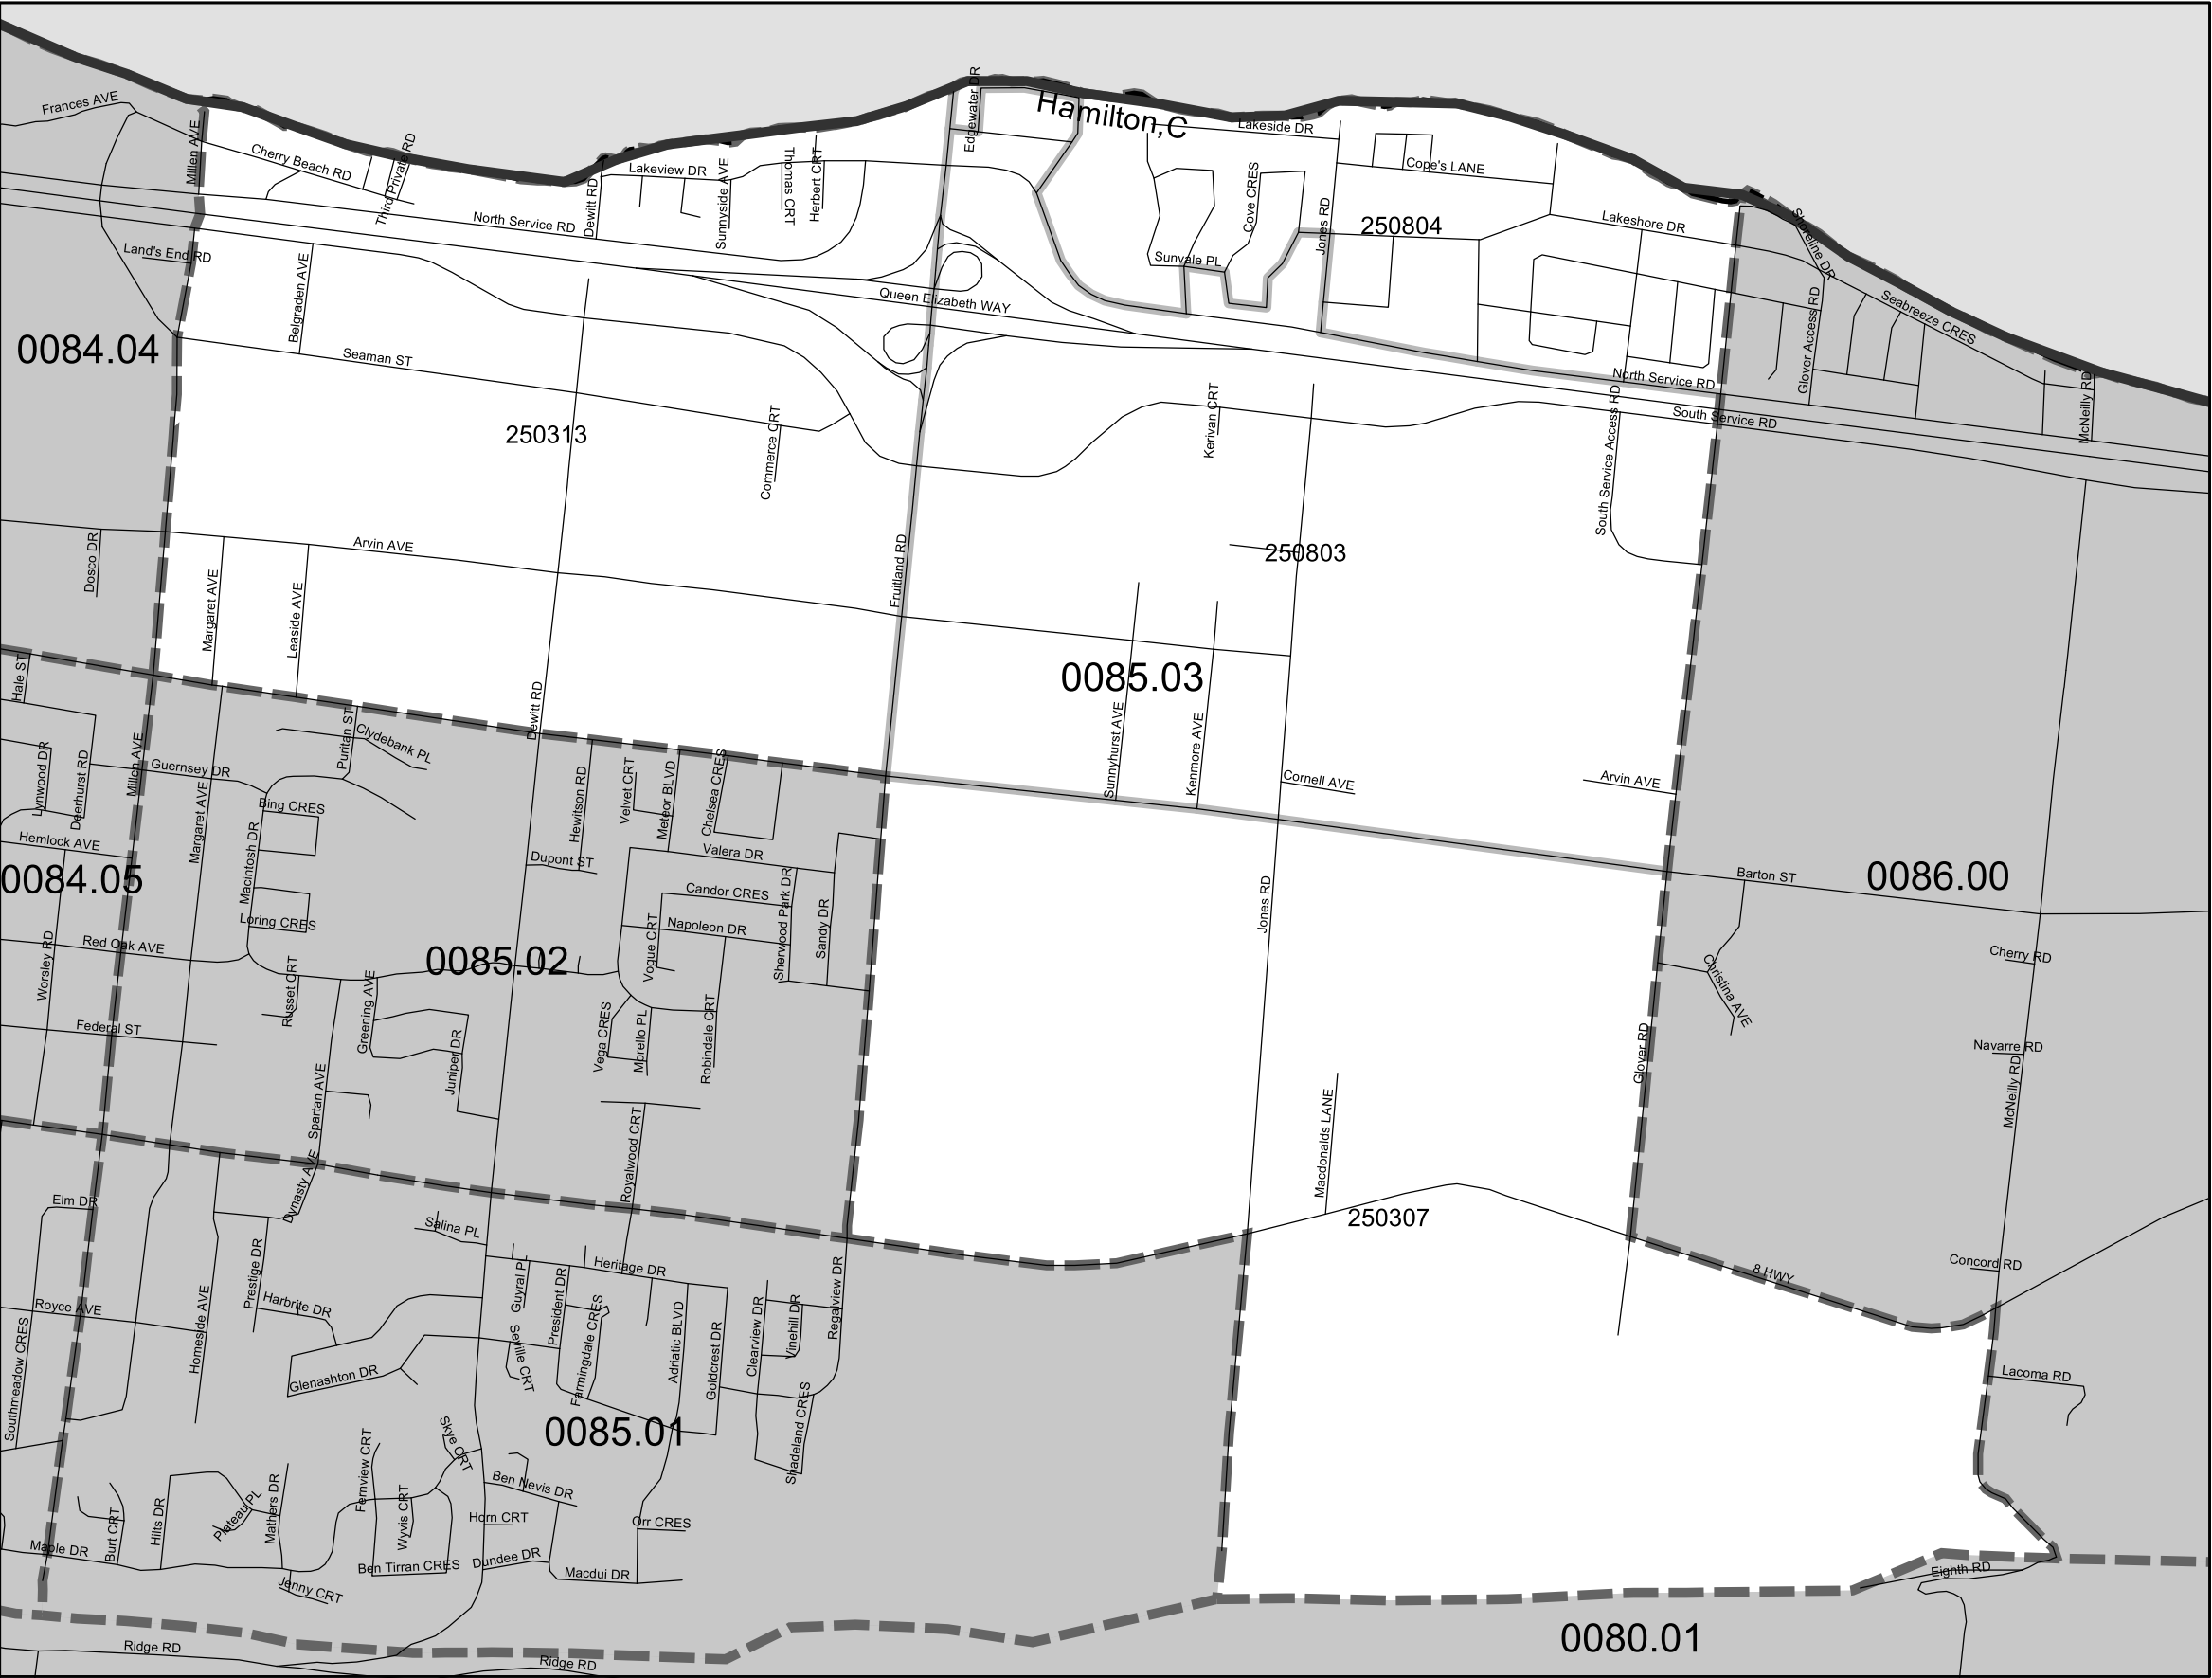 Edgewater DR
Frances AVE
Hamilton,C
Lakeside DR
Millen AVE
Cherry Beach RD
Third Private RD
Lakeview DR
Thomas CRT
Herbert CRT
Cope's LANE
Dewitt RD
Sunnyside AVE
Cove CRES
North Service RD
Jones RD
250804
Lakeshore DR
Shoreline DR
Land's End RD
Sunvale PL
Belgraden AVE
Queen Elizabeth WAY
Glover Access RD
Seabreeze CRES
0084.04
Seaman ST
North Service RD
McNeilly RD
South Service RD
Commerce CRT
Kerivan CRT
250313
South Service Access RD
Dosco DR
Arvin AVE
Fruitland RD
250803
Margaret AVE
Leaside AVE
Hale ST
0085.03
Dewitt RD
Sunnyhurst AVE
Kenmore AVE
Puritan ST
Clydebank PL
Lynwood DR
Derhurst RD
Millen AVE
Guernsey DR
Hewitson RD
Velvet CRT
Meteor BLVD
Chelsea CRES
Cornell AVE
Arvin AVE
Margaret AVE
Bing CRES
Hemlock AVE
Macintosh DR
Dupont ST
Valera DR
0084.05
Candor CRES
Sherwood Park DR
Barton ST
0086.00
Jones RD
Loring CRES
Napoleon DR
Vogue CRT
Sandy DR
Worsley RD
Red Oak AVE
0085.02
Cherry RD
Russet CRT
Greening AVE
Christina AVE
Federal ST
Vega CRES
Morello PL
Robindale CRT
Juniper DR
Glover RD
Navarre RD
McNeilly RD
Spartan AVE
Royalwood CRT
Macdonalds LANE
Dynasty AVE
Elm DR
Salina PL
250307
Prestige DR
Heritage DR
Regalview DR
Concord RD
8 HWY
Guyral PL
President DR
Harbrite DR
Royce AVE
Homeside AVE
Southmeadow CRES
Seville CRT
Farmingdale CRES
Adriatic BLVD
Goldcrest DR
Clearview DR
Vinehill DR
Glenashton DR
Lacoma RD
0085.01
Shadeland CRES
Skye CRT
Fernview CRT
Ben Nevis DR
Burt CRT
Hilts DR
Plateau PL
Mathers DR
Wyvis CRT
Horn CRT
Orr CRES
Maple DR
Ben Tirran CRES
Dundee DR
Macdui DR
Eighth RD
Jenny CRT
0080.01
Ridge RD
Ridge RD